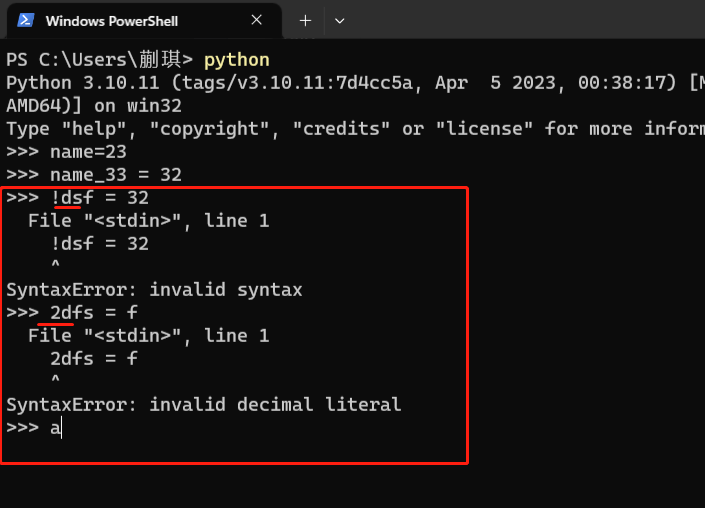 Windows PowerShell
PS C:\Users\蒯琪> python
Python 3.10.11 (tags/v3.10.11:7d4cc5a, Apr  5 2023, 00:38:17) [M
AMD64)] on win32
Type "help", "copyright", "credits" or "license" for more infor
>>> name=23
>>> name_33 = 32
>>> !dsf = 32
  File "<stdin>", line 1
    !dsf = 32
    ^
SyntaxError: invalid syntax
>>> 2dfs = f
  File "<stdin>", line 1
    2dfs = f
    ^
SyntaxError: invalid decimal literal
>>> a